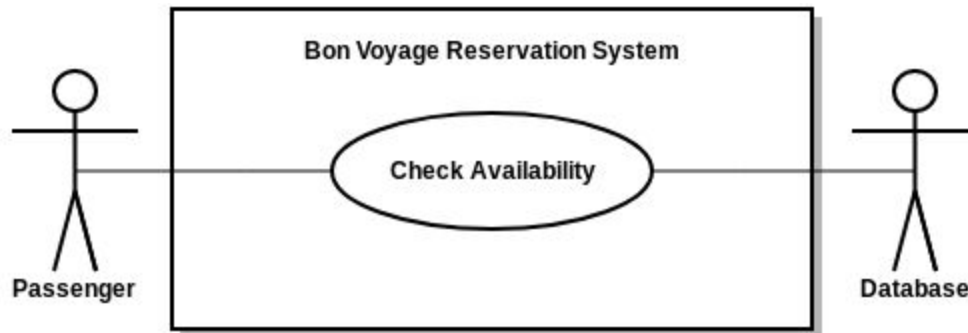 Bon Voyage Reservation System
Check Availability
Passenger
Database